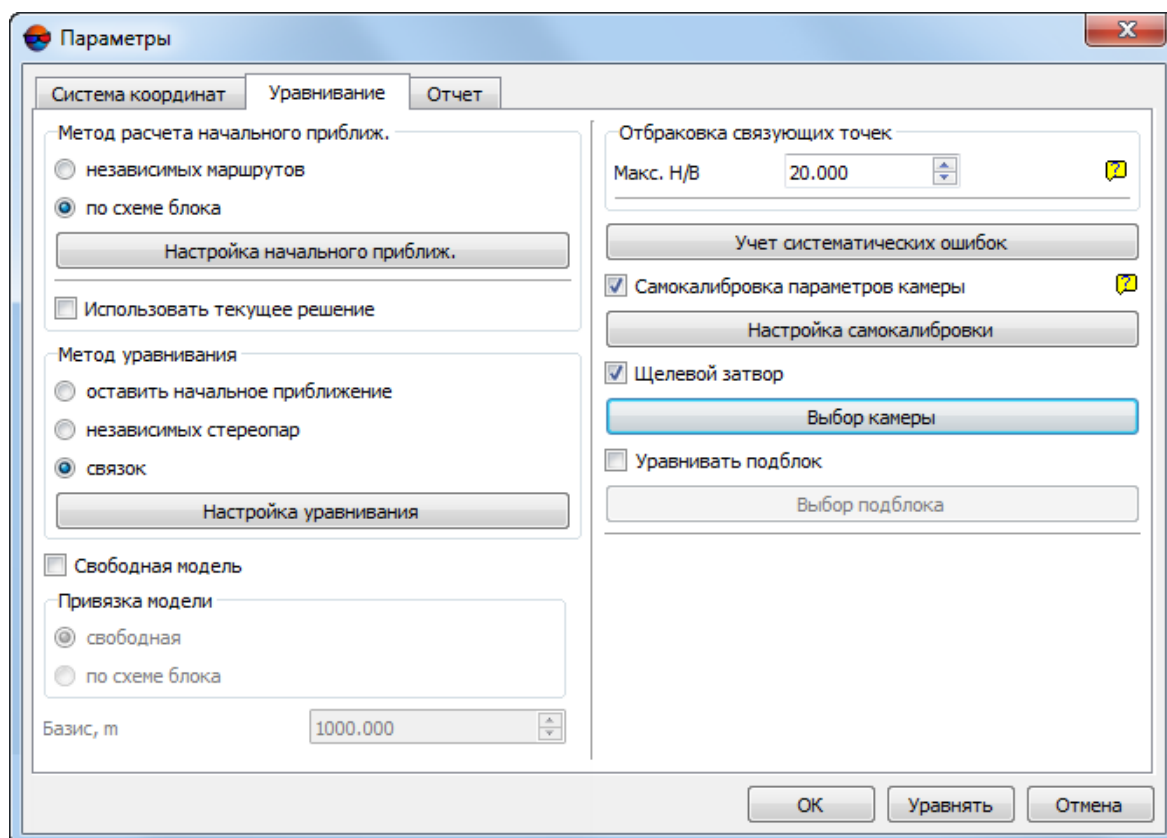 Параметры
Система координат
Уравнивание
Отчет
Метод расчета начального приближ.
независимых маршрутов
по схеме блока
Настройка начального приближ.
Использовать текущее решение
Метод уравнивания
оставить начальное приближение
независимых стереопар
связок
Настройка уравнивания
Свободная модель
Привязка модели
свободная
по схеме блока
Базис, m 1000.000
Отбраковка связующих точек
Макс. Н/В 20.000
Учет систематических ошибок
Самокалибровка параметров камеры
Настройка самокалибровки
Щелевой затвор
Выбор камеры
Уравнивать подблок
Выбор подблока
ОК
Уравнять
Отмена